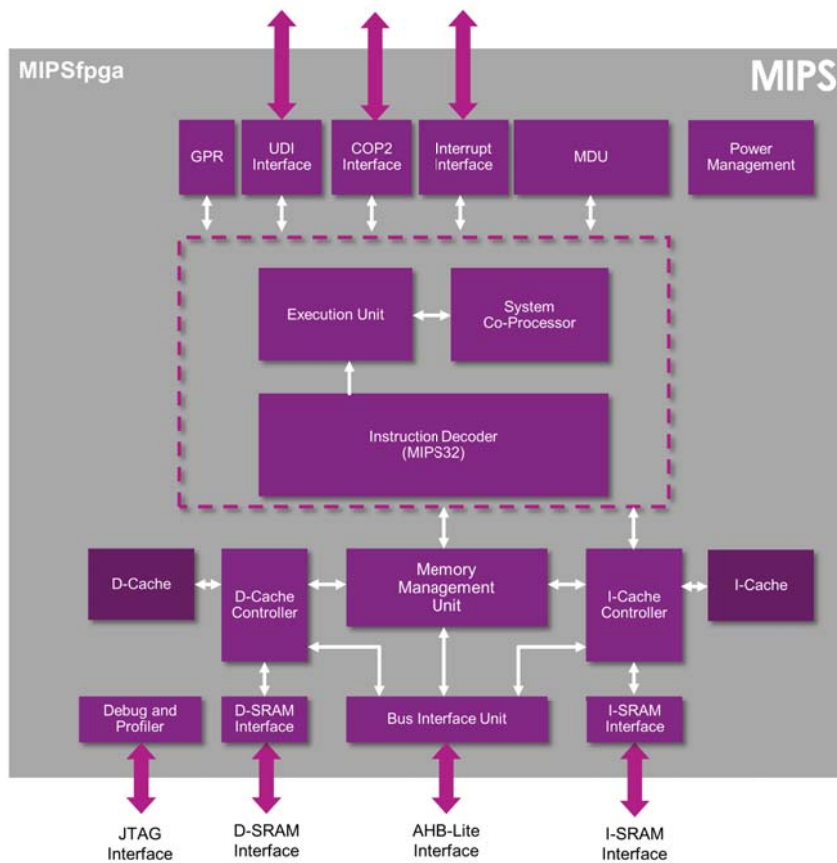 MIPSfpga
MIPS
GPR
UDI
Interface
COP2
Interface
Interrupt
Interface
MDU
Power
Management
Execution Unit
System
Co-Processor
Instruction Decoder
(MIPS32)
D-Cache
D-Cache
Controller
Memory
Management
Unit
I-Cache
Controller
I-Cache
Debug and
Profiler
D-SRAM
Interface
Bus Interface Unit
I-SRAM
Interface
JTAG
Interface
D-SRAM
Interface
AHB-Lite
Interface
I-SRAM
Interface